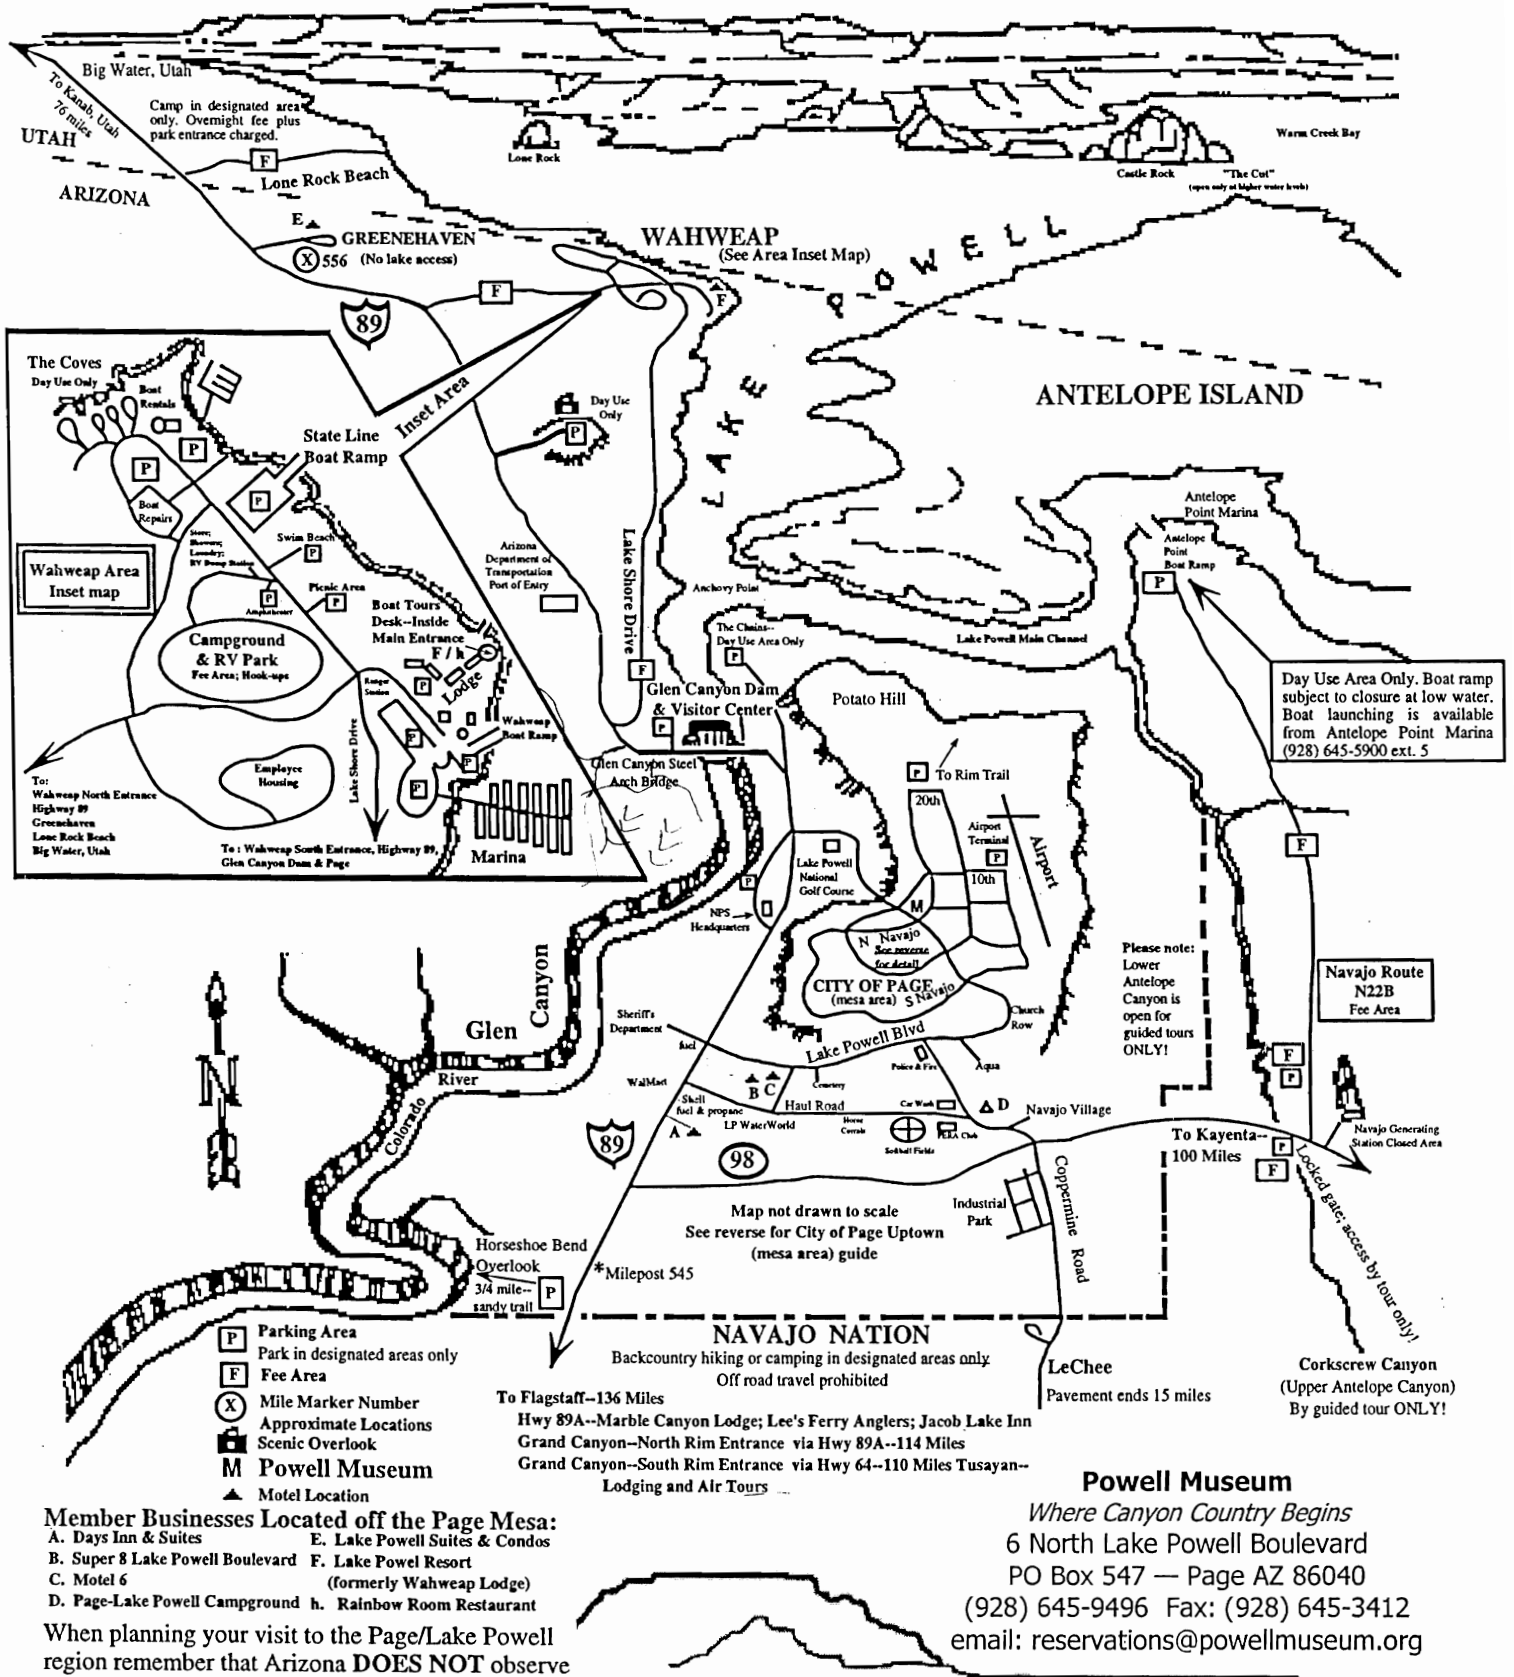 Big Water, Utah
To Kanab, Utah
76 miles
UTAH
ARIZONA
Camp in designated area
only. Overnight fee plus
park entrance charged.
F
Lone Rock Beach
Lone Rock
Castle Rock
"The Cut"
(open only at higher water levels)
Warm Creek Bay
E
GREENEHAVEN
(No lake access)
X 556
WAHWEAP
(See Area Inset Map)
F
F
89
LAKE POWELL
ANTELOPE ISLAND
Inset Area
The Coves
Day Use Only
Boat
Rentals
P
P
State Line
Boat Ramp
P
Boat
Repairs
Store;
Showers;
Laundry;
RV Dump Station
Swim Beach
P
Wahweap Area
Inset map
Picnic Area
P
P
Amphitheater
Boat Tours
Desk--Inside
Main Entrance
F / h
Campground
& RV Park
Fee Area; Hook-ups
Ranger
Station
P
Lodge
Wahweap
Boat Ramp
P
P
P
Lake Shore Drive
Employee
Housing
To:
Wahweap North Entrance
Highway 89
Greenehaven
Lone Rock Beach
Big Water, Utah
To : Wahweap South Entrance, Highway 89,
Glen Canyon Dam & Page
Marina
Day Use
Only
P
Arizona
Department of
Transportation
Port of Entry
Lake Shore Drive
F
Anchovy Point
The Chains--
Day Use Area Only
P
Lake Powell Main Channel
Antelope
Point Marina
Antelope
Point
Boat Ramp
P
Day Use Area Only. Boat ramp
subject to closure at low water.
Boat launching is available
from Antelope Point Marina
(928) 645-5900 ext. 5
Glen Canyon Dam
& Visitor Center
P
Glen Canyon Steel
Arch Bridge
Potato Hill
P
To Rim Trail
20th
Airport
Terminal
P
Airport
10th
Lake Powell
National
Golf Course
P
NPS
Headquarters
M
N Navajo
See reverse
for detail
CITY OF PAGE
(mesa area)
S Navajo
Church
Row
Please note:
Lower
Antelope
Canyon is
open for
guided tours
ONLY!
F
Navajo Route
N22B
Fee Area
F
P
Glen
Canyon
River
Colorado
N
Sheriff's
Department
fuel
Lake Powell Blvd
Police & Fire
Aqua
WalMart
B
C
Cemetery
Shell
fuel & propane
Haul Road
Car Wash
D
Navajo Village
A
LP WaterWorld
Horse
Corrals
Softball Fields
PERA Club
89
98
To Kayenta--
100 Miles
P
F
Navajo Generating
Station Closed Area
Locked gate; access by tour only!
Map not drawn to scale
See reverse for City of Page Uptown
(mesa area) guide
Industrial
Park
Coppermine Road
Horseshoe Bend
Overlook
3/4 mile--
sandy trail
P
*Milepost 545
NAVAJO NATION
Backcountry hiking or camping in designated areas only
Off road travel prohibited
LeChee
Pavement ends 15 miles
Corkscrew Canyon
(Upper Antelope Canyon)
By guided tour ONLY!
P Parking Area
Park in designated areas only
F Fee Area
X Mile Marker Number
Approximate Locations
Scenic Overlook
M Powell Museum
Motel Location
To Flagstaff--136 Miles
Hwy 89A--Marble Canyon Lodge; Lee's Ferry Anglers; Jacob Lake Inn
Grand Canyon--North Rim Entrance via Hwy 89A--114 Miles
Grand Canyon--South Rim Entrance via Hwy 64--110 Miles Tusayan--
Lodging and Air Tours
Member Businesses Located off the Page Mesa:
A. Days Inn & Suites
B. Super 8 Lake Powell Boulevard
C. Motel 6
D. Page-Lake Powell Campground
E. Lake Powell Suites & Condos
F. Lake Powel Resort
(formerly Wahweap Lodge)
h. Rainbow Room Restaurant
When planning your visit to the Page/Lake Powell
region remember that Arizona DOES NOT observe
Powell Museum
Where Canyon Country Begins
6 North Lake Powell Boulevard
PO Box 547 — Page AZ 86040
(928) 645-9496 Fax: (928) 645-3412
email: reservations@powellmuseum.org